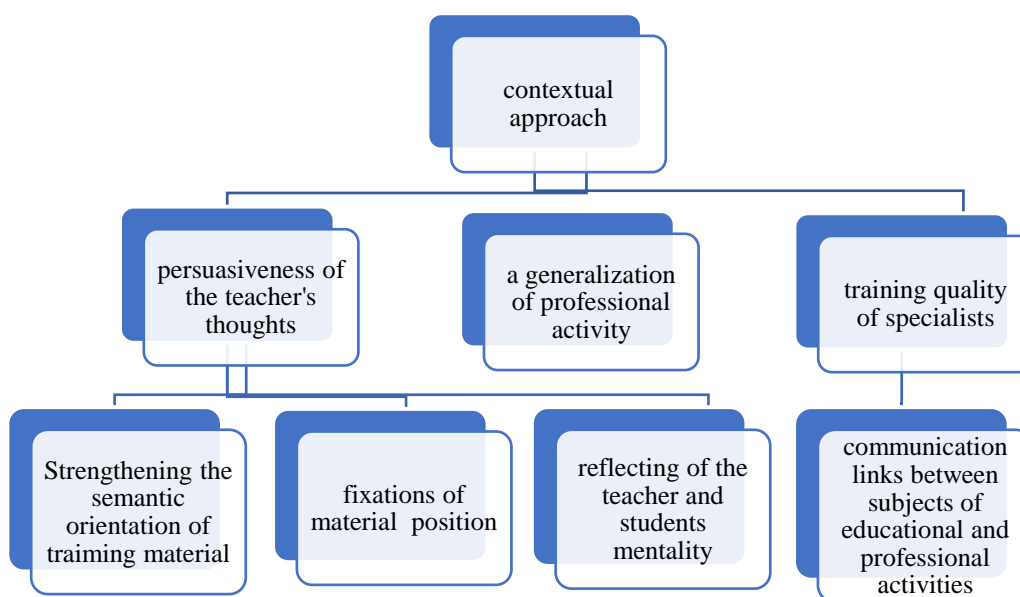 contextual
approach
persuasiveness of
the teacher's
thoughts
a generalization
of professional
activity
training quality
of specialists
Strengthening the
semantic
orientation of
traiming material
fixations of
material position
reflecting of the
teacher and
students
mentality
communication
links between
subjects of
educational and
professional
activities